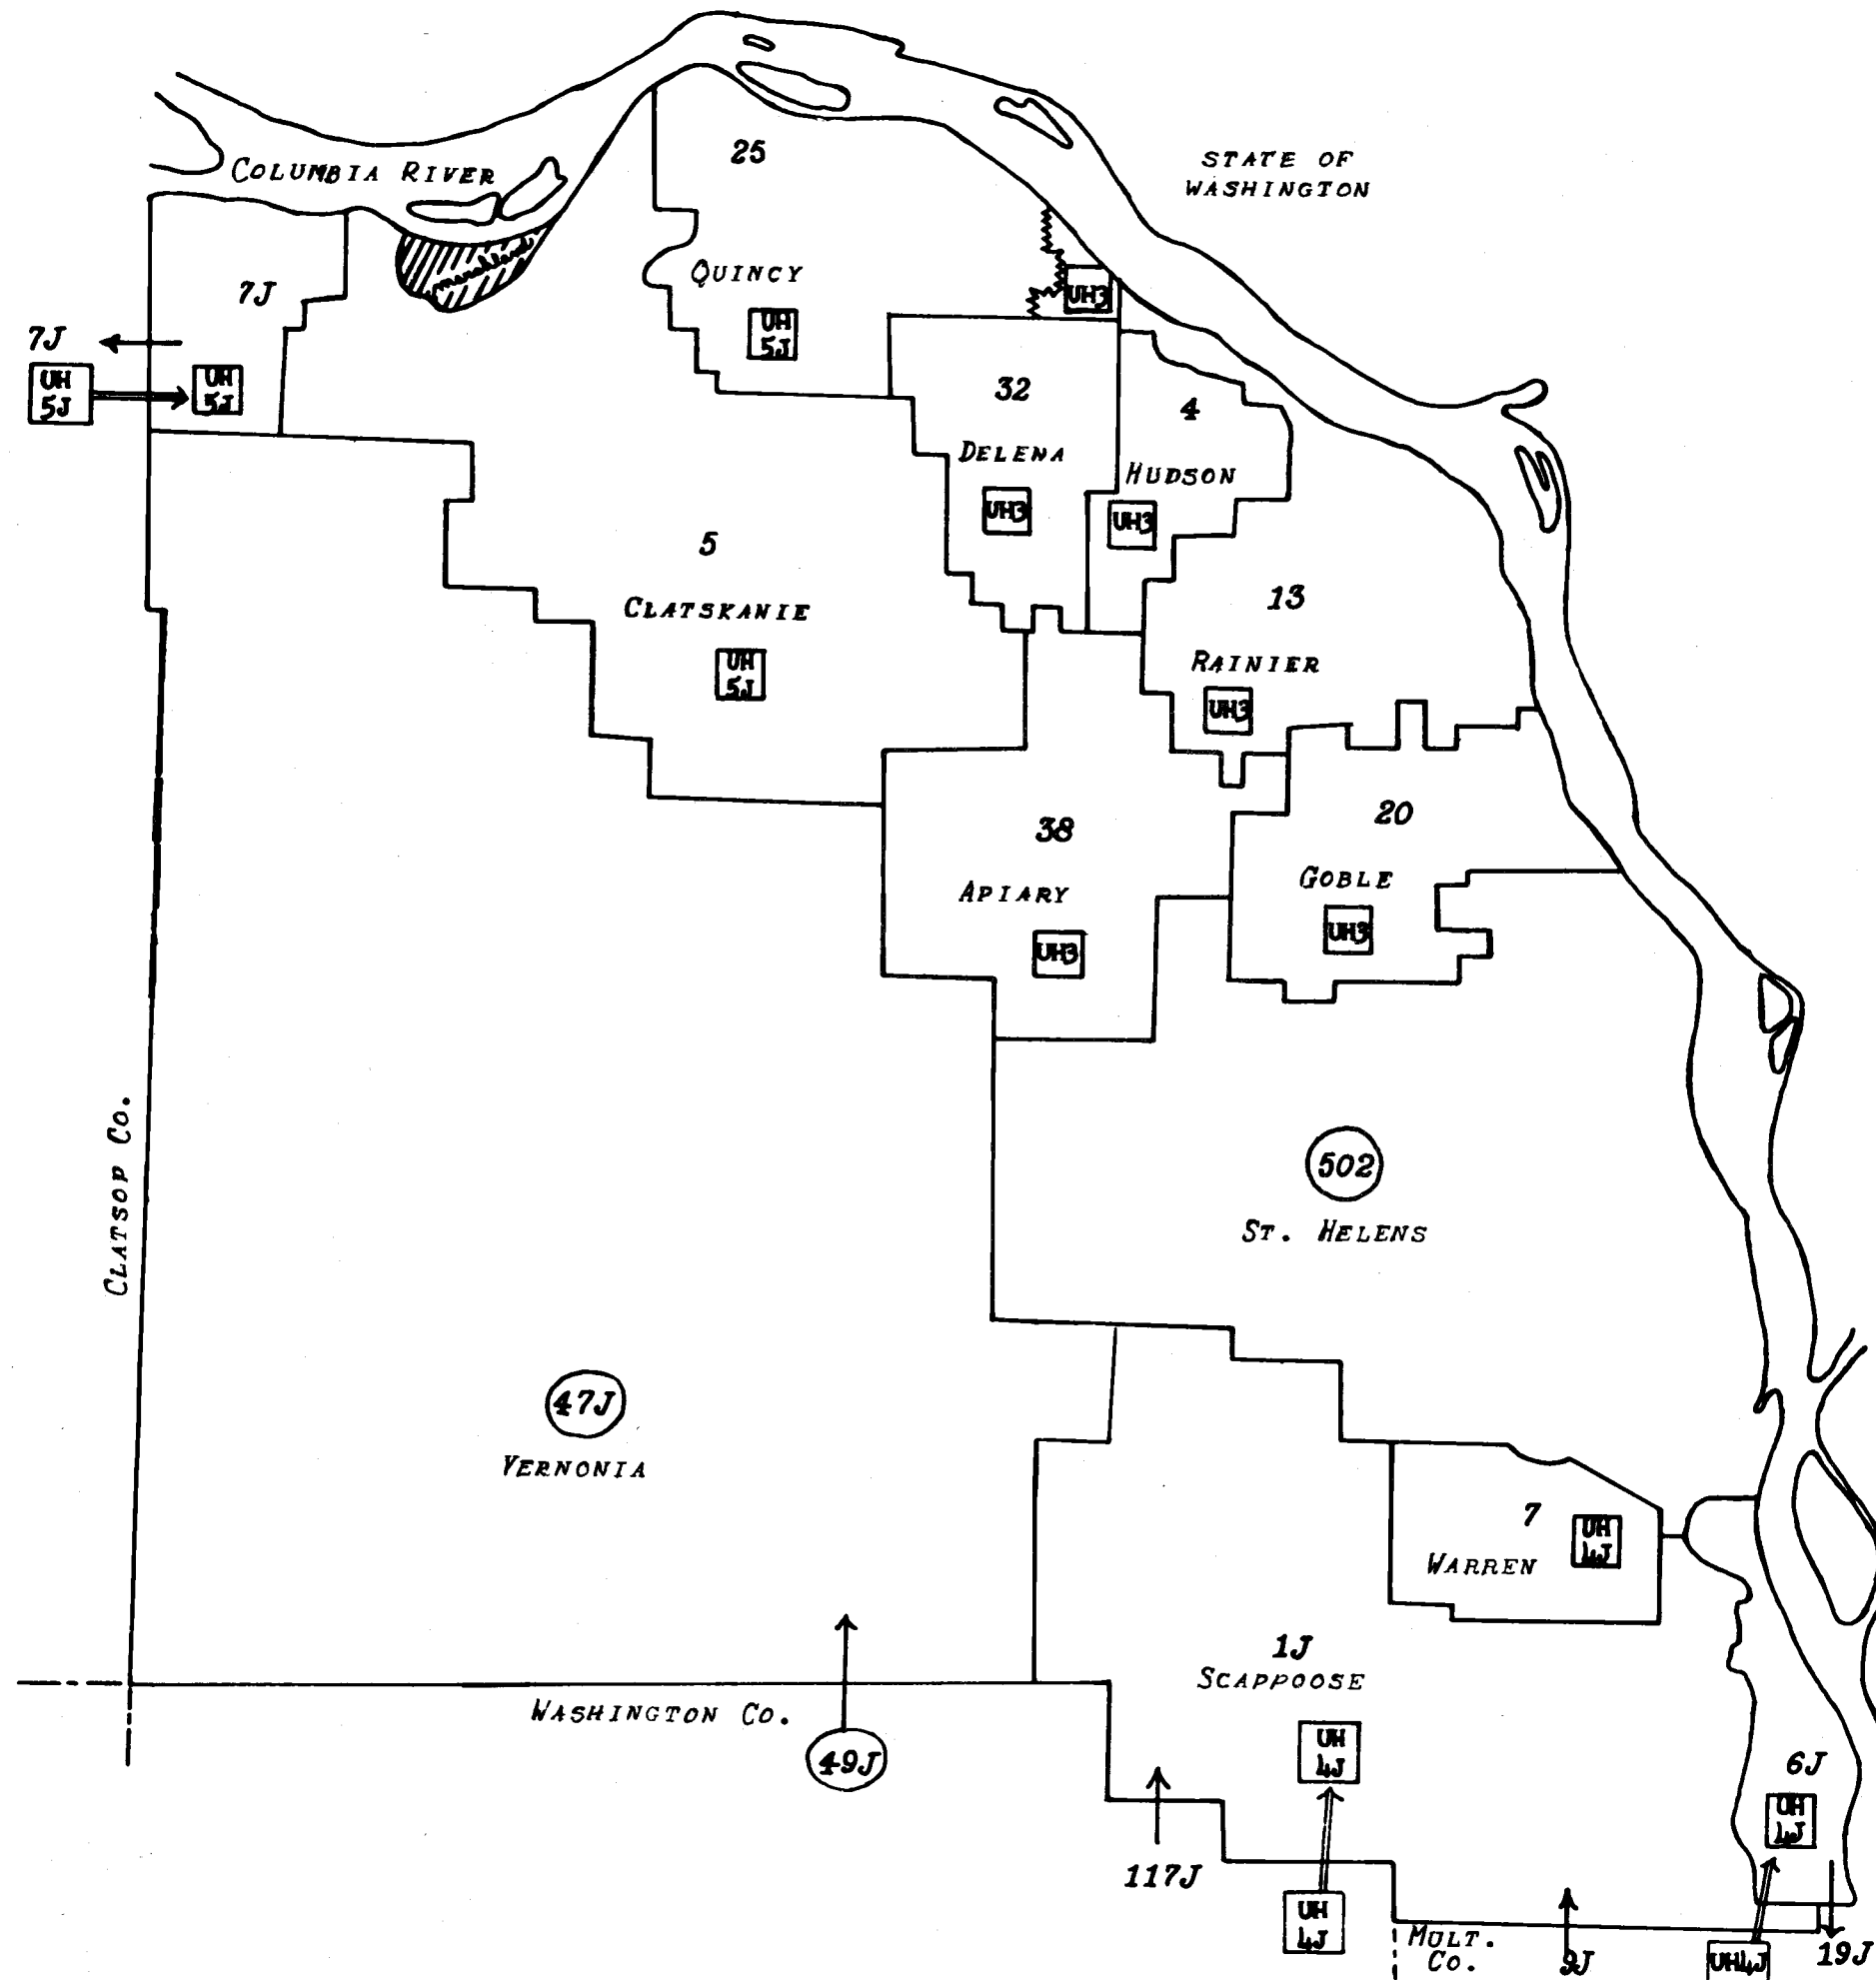 25
STATE OF
WASHINGTON
COLUMBIA RIVER
QUINCY
7J
UH3
UH
5J
7J
UH
5J
UH
5J
32
4
DELENA
HUDSON
UH3
UH3
5
CLATSKANIE
UH
5J
13
RAINIER
UH3
38
20
APIARY
GOBLE
UH3
UH3
CLATSOP CO.
502
ST. HELENS
47J
VERNONIA
7
WARREN
UH
4J
1J
SCAPPOOSE
WASHINGTON CO.
49J
UH
4J
6J
UH
4J
117J
UH
4J
MULT.
CO.
9J
UH4J
19J